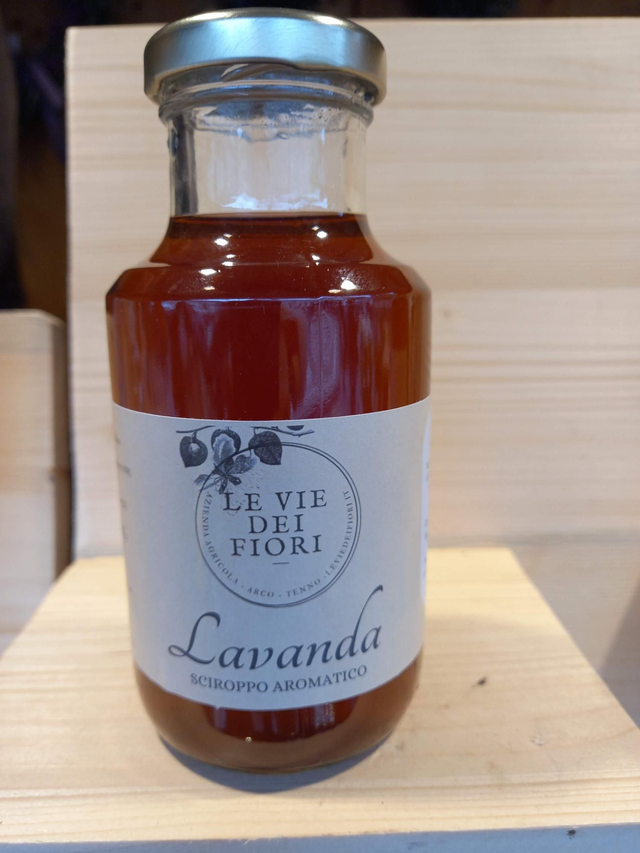 LE VIE
DEI
FIORI
AZIENDA AGRICOLA · ARCO · TENNO · LEVIEDEIFIORI.IT
Lavanda
SCIROPPO AROMATICO